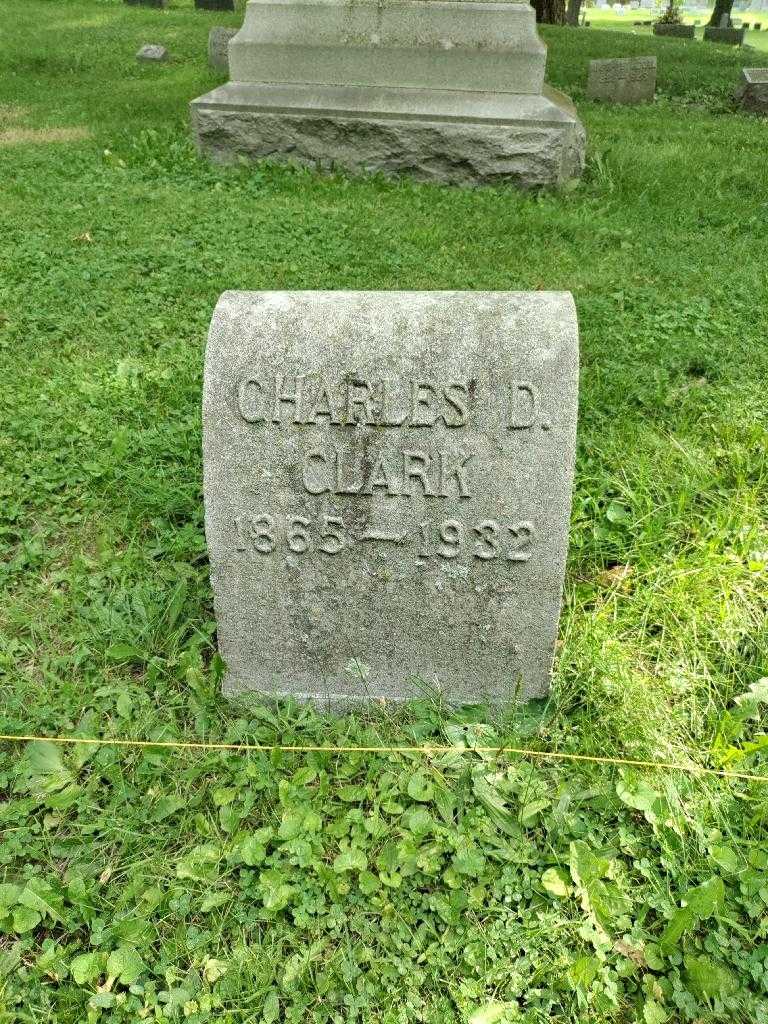 CHARLES D.
CLARK
1865—1932